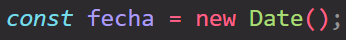 const fecha = new Date();